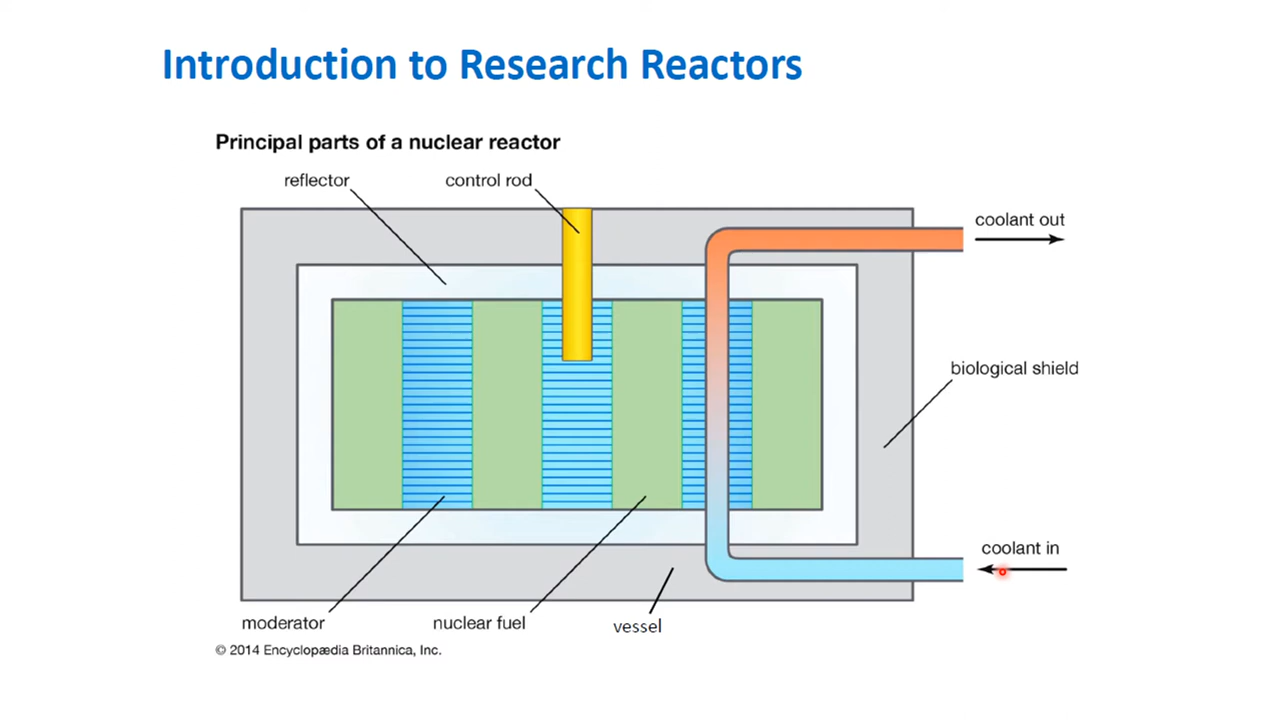 Introduction to Research Reactors
Principal parts of a nuclear reactor
reflector
control rod
coolant out
biological shield
coolant in
moderator
nuclear fuel
vessel
© 2014 Encyclopædia Britannica, Inc.